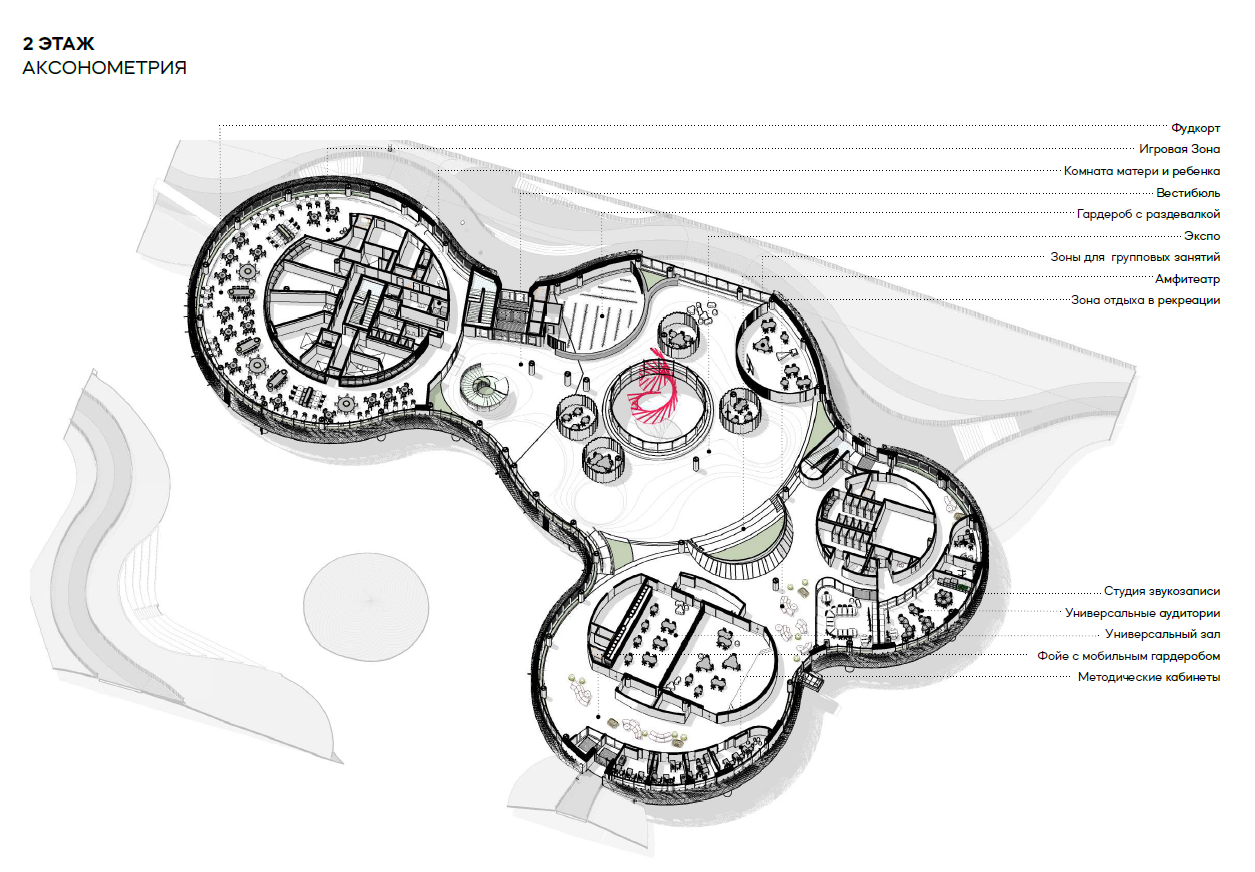 2 ЭТАЖ
АКСОНОМЕТРИЯ
Фудкорт
Игровая Зона
Комната матери и ребенка
Вестибюль
Гардероб с раздевалкой
Экспо
Зоны для групповых занятий
Амфитеатр
Зона отдыха в рекреации
Студия звукозаписи
Универсальные аудитории
Универсальный зал
Фойе с мобильным гардеробом
Методические кабинеты